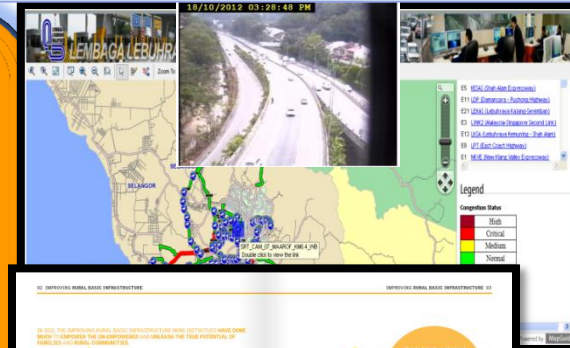 18/10/2012 03:28:48 PM
LEMBAGA LEBUHRA
Zoom To
E5 KESAS (Shah Alam Expressway)
E11 LDP (Damansara - Puchong Highway)
E21 LEKAS (Lebuhraya Kajang-Seremban)
E3 LINK2 (Malaysia-Singapore Second Link)
E13 LKSA (Lebuhraya Kemuning - Shah Alam)
E8 LPT (East Coast Highway)
E1 NKVE (New Klang Valley Expressway)
Legend
Congestion Status
High
Critical
Medium
Normal
SELANGOR
SRT_CAM_07_MAAROF_KM8.4_WB
Double click to view the link
Powered by MapGuide
02 IMPROVING RURAL BASIC INFRASTRUCTURE
IMPROVING RURAL BASIC INFRASTRUCTURE 03
IN 2011, THE IMPROVING RURAL BASIC INFRASTRUCTURE NKRA INITIATIVES HAVE DONE
MUCH TO EMPOWER THE UN-EMPOWERED AND UNLEASH THE TRUE POTENTIAL OF
FAMILIES AND RURAL COMMUNITIES.